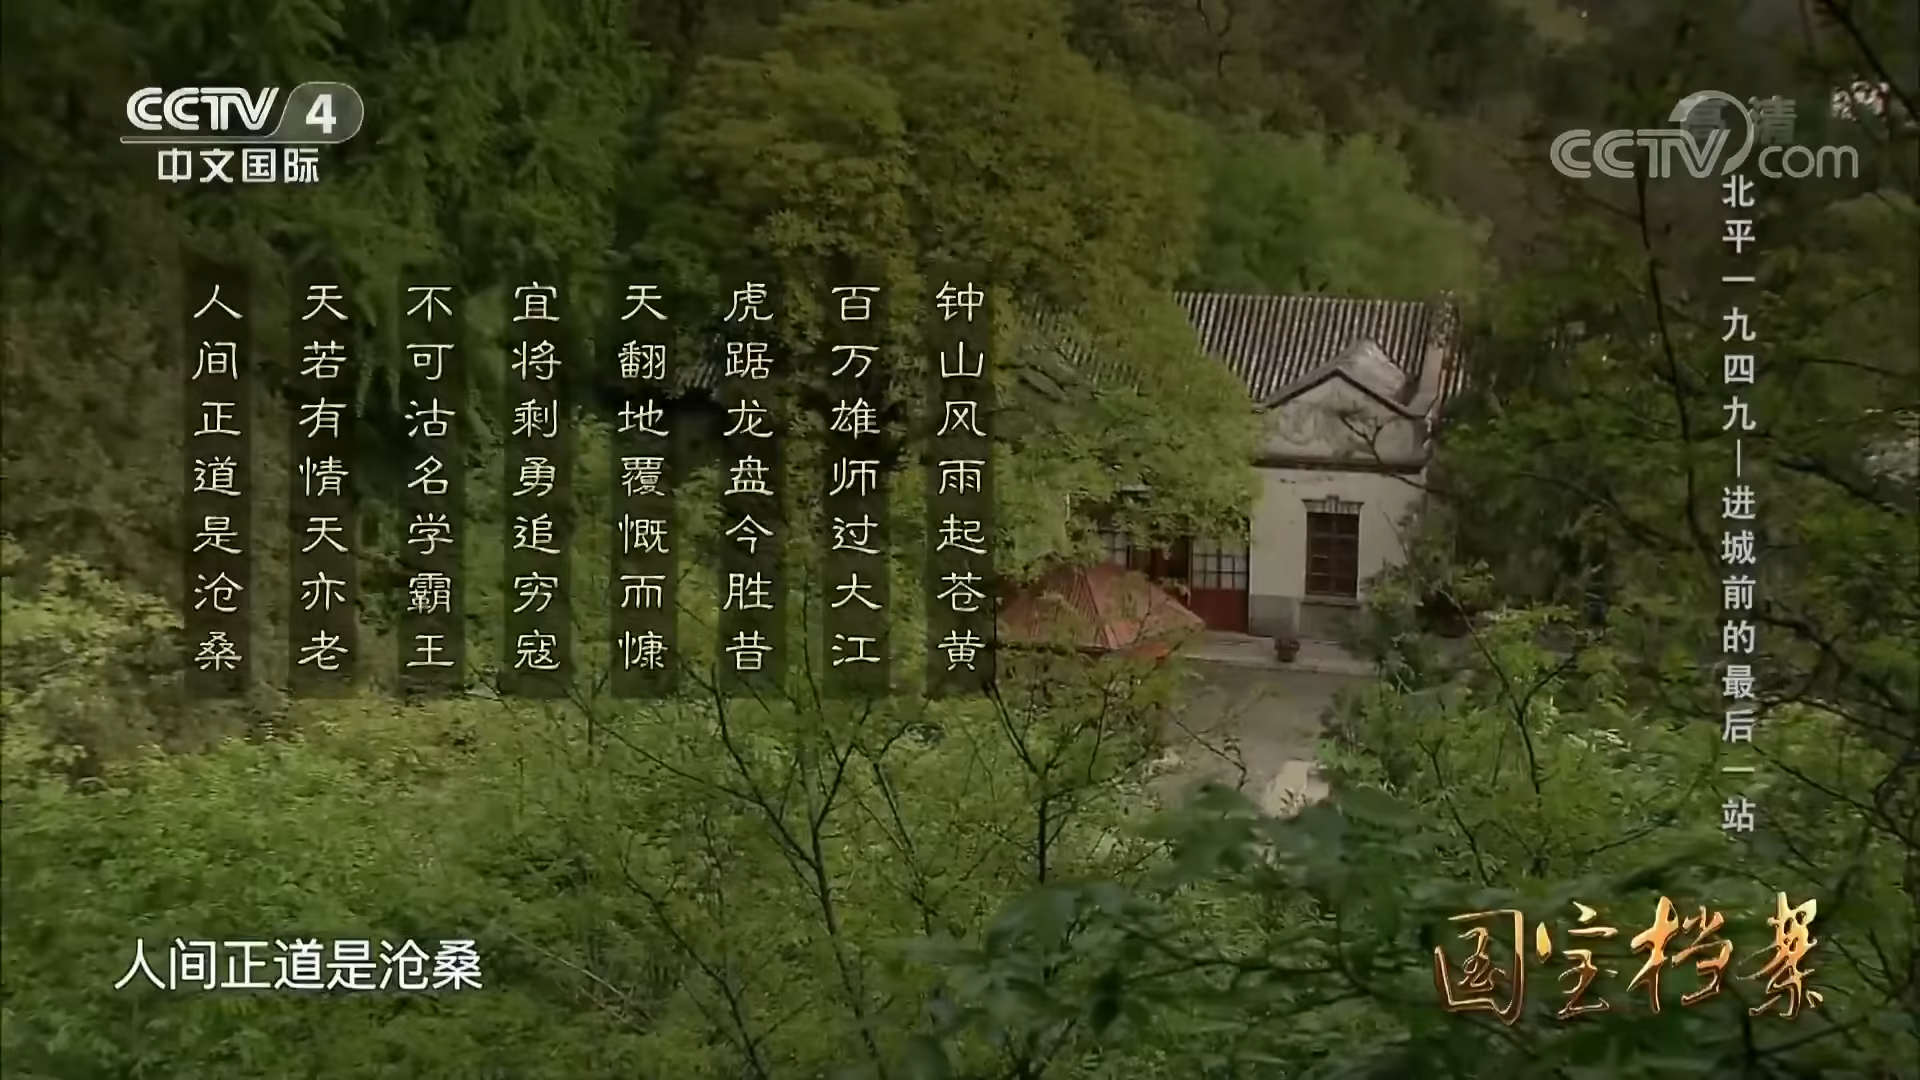 CCTV 4
中文国际
高清
CCTV.com
北平一九四九—进城前的最后一站
钟山风雨起苍黄
百万雄师过大江
虎踞龙盘今胜昔
天翻地覆慨而慷
宜将剩勇追穷寇
不可沽名学霸王
天若有情天亦老
人间正道是沧桑
人间正道是沧桑
国宝档案